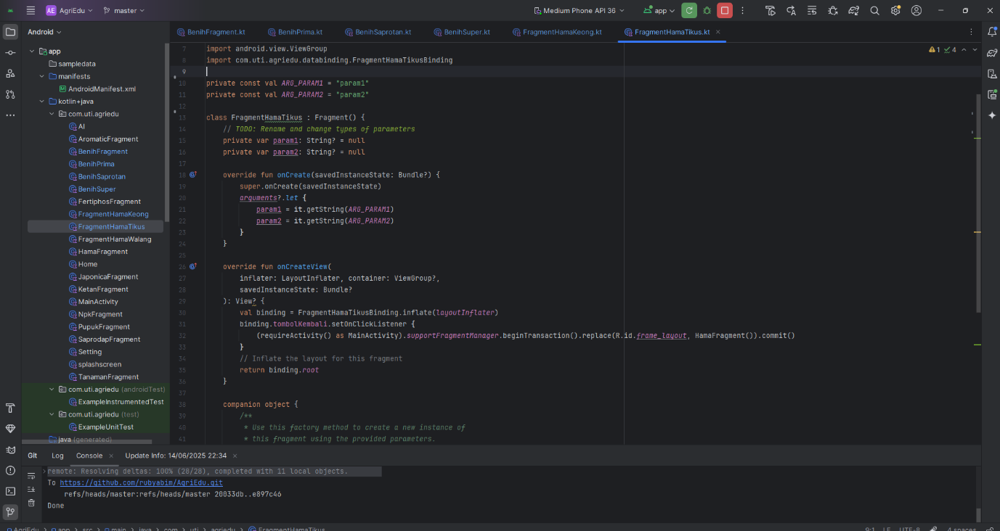 AE AgriEdu master Medium Phone API 36 app
Android
BenihFragment.kt BenihPrima.kt BenihSaprotan.kt BenihSuper.kt FragmentHamaKeong.kt FragmentHamaTikus.kt
app
sampledata
manifests
AndroidManifest.xml
kotlin+java
com.uti.agriedu
AI
AromaticFragment
BenihFragment
BenihPrima
BenihSaprotan
BenihSuper
FertiphosFragment
FragmentHamaKeong
FragmentHamaTikus
FragmentHamaWalang
HamaFragment
Home
JaponicaFragment
KetanFragment
MainActivity
NpkFragment
PupukFragment
SaprodapFragment
Setting
splashscreen
TanamanFragment
com.uti.agriedu (androidTest)
ExampleInstrumentedTest
com.uti.agriedu (test)
ExampleUnitTest
java (generated)
1 4
7 import android.view.ViewGroup
8 import com.uti.agriedu.databinding.FragmentHamaTikusBinding
9
10 private const val ARG_PARAM1 = "param1"
11 private const val ARG_PARAM2 = "param2"
12
13 class FragmentHamaTikus : Fragment() {
14 // TODO: Rename and change types of parameters
15 private var param1: String? = null
16 private var param2: String? = null
17
18 override fun onCreate(savedInstanceState: Bundle?) {
19 super.onCreate(savedInstanceState)
20 arguments?.let {
21 param1 = it.getString(ARG_PARAM1)
22 param2 = it.getString(ARG_PARAM2)
23 }
24 }
25
26 override fun onCreateView(
27 inflater: LayoutInflater, container: ViewGroup?,
28 savedInstanceState: Bundle?
29 ): View? {
30 val binding = FragmentHamaTikusBinding.inflate(layoutInflater)
31 binding.tombolKembali.setOnClickListener {
32 (requireActivity() as MainActivity).supportFragmentManager.beginTransaction().replace(R.id.frame_layout, HamaFragment()).commit()
33 }
34 // Inflate the layout for this fragment
35 return binding.root
36 }
37
38 companion object {
39 /**
40 * Use this factory method to create a new instance of
41 * this fragment using the provided parameters.
Git Log Console Update Info: 14/06/2025 22:34
remote: Resolving deltas: 100% (28/28), completed with 11 local objects.
To https://github.com/rubyabim/AgriEdu.git
refs/heads/master:refs/heads/master 20033db..e897c46
Done
AgriEdu > app > src > main > java > com > uti > agriedu > FragmentHamaTikus 9:1 LF UTF-8 4 spaces